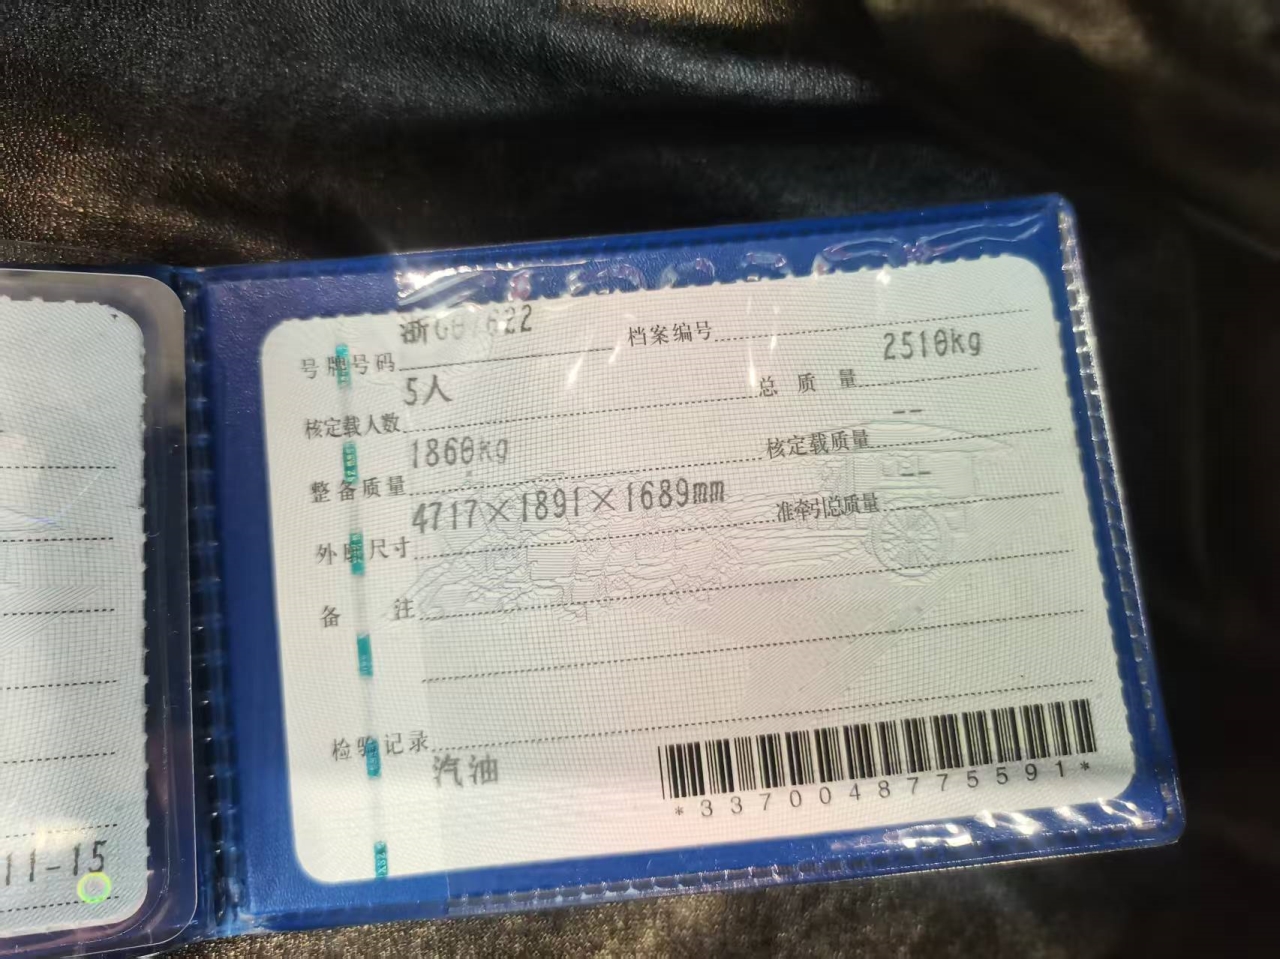 号牌号码
档案编号
5人
2510kg
核定载人数
总质量
1860kg
--
整备质量
核定载质量
4717×1891×1689mm
--
外廓尺寸
准牵引总质量
备注
检验记录
汽油
*3370048775591*
11-15